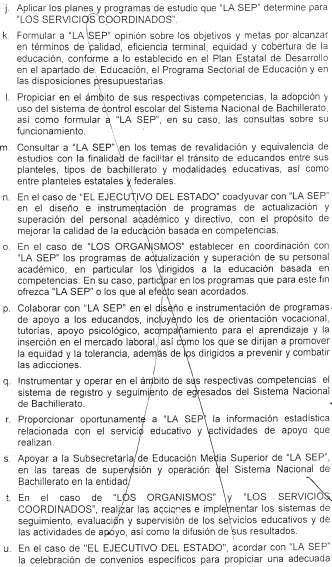 j. Aplicar los planes y programas de estudio que "LA SEP" determine para
"LOS SERVICIOS COORDINADOS".
k. Formular a "LA SEP" opinión sobre los objetivos y metas por alcanzar
en términos de calidad, eficiencia terminal, equidad y cobertura de la
educación, conforme a lo establecido en el Plan Estatal de Desarrollo
en el apartado de Educación, el Programa Sectorial de Educación y en
las disposiciones presupuestarias.
l. Propiciar en el ámbito de sus respectivas competencias, la adopción y
uso del sistema de control escolar del Sistema Nacional de Bachillerato,
así como formular a "LA SEP", en su caso, las consultas sobre su
funcionamiento.
m. Consultar a "LA SEP" en los temas de revalidación y equivalencia de
estudios con la finalidad de facilitar el tránsito de educandos entre sus
planteles, tipos de bachillerato y modalidades educativas, así como
entre planteles estatales y federales.
n. En el caso de "EL EJECUTIVO DEL ESTADO" coadyuvar con "LA SEP"
en el diseño e instrumentación de programas de actualización y
superación del personal académico y directivo, con el propósito de
mejorar la calidad de la educación basada en competencias.
o. En el caso de "LOS ORGANISMOS" establecer en coordinación con
"LA SEP" los programas de actualización y superación de su personal
académico, en particular los dirigidos a la educación basada en
competencias. En su caso, participar en los programas que para este fin
ofrezca "LA SEP" o los que al efecto sean acordados.
p. Colaborar con "LA SEP" en el diseño e instrumentación de programas
de apoyo a los educandos, incluyendo los de orientación vocacional,
tutorías, apoyo psicológico, acompañamiento para el aprendizaje y la
inserción en el mercado laboral, así como los que se dirijan a promover
la equidad y la tolerancia, además de los dirigidos a prevenir y combatir
las adicciones.
q. Instrumentar y operar en el ámbito de sus respectivas competencias el
sistema de registro y seguimiento de egresados del Sistema Nacional
de Bachillerato.
r. Proporcionar oportunamente a "LA SEP" la información estadística
relacionada con el servicio educativo y actividades de apoyo que
realizan.
s. Apoyar a la Subsecretaría de Educación Media Superior de "LA SEP",
en las tareas de supervisión y operación del Sistema Nacional de
Bachillerato en la entidad.
t. En el caso de "LOS ORGANISMOS" y "LOS SERVICIOS
COORDINADOS", realizar las acciones e implementar los sistemas de
seguimiento, evaluación y supervisión de los servicios educativos y de
las actividades de apoyo, así como la difusión de sus resultados.
u. En el caso de "EL EJECUTIVO DEL ESTADO", acordar con "LA SEP"
la celebración de convenios específicos para propiciar una adecuada